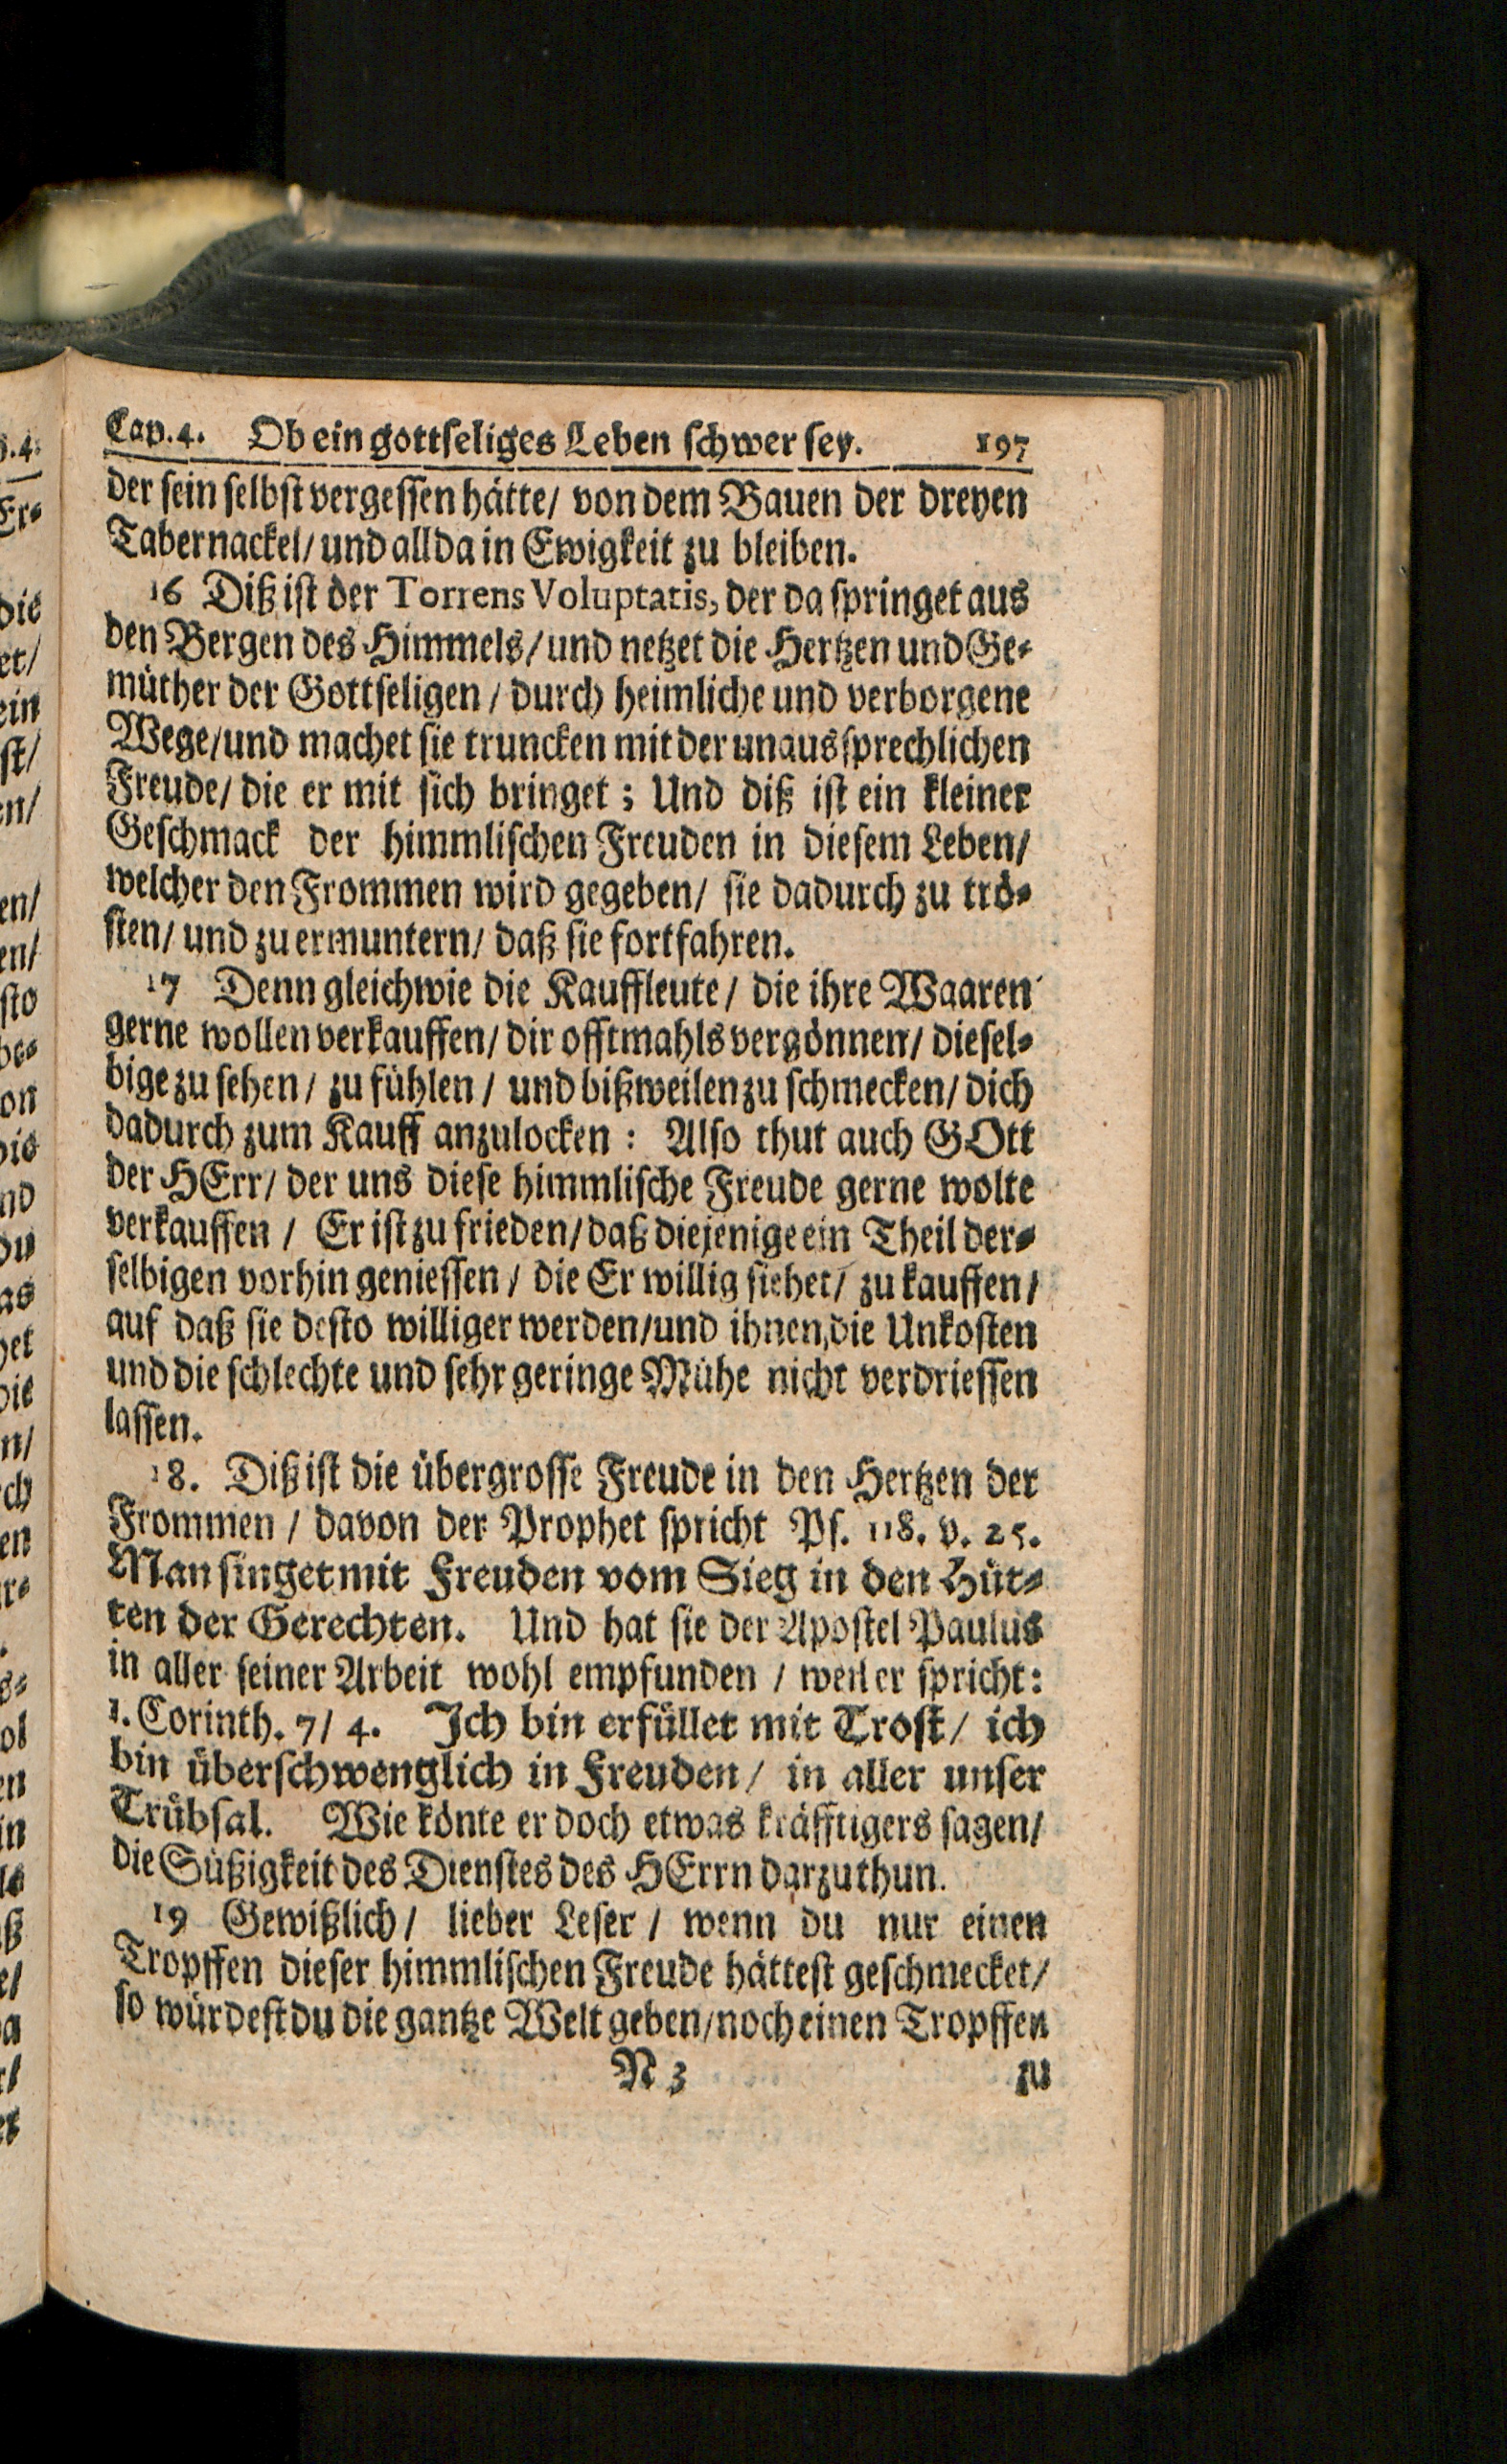 Cap. 4. Ob ein gottseliges Leben schwer sey. 197
der sein selbst vergessen hätte/ von dem Bauen der dreyen
Tabernackel/ und allda in Ewigkeit zu bleiben.
16 Diß ist der Torrens Voluptatis, der da springet aus
den Bergen des Himmels/ und netzet die Hertzen und Ge-
müther der Gottseligen / durch heimliche und verborgene
Wege/ und machet sie truncken mit der unaussprechlichen
Freude/ die er mit sich bringet; Und diß ist ein kleiner
Geschmack der himmlischen Freuden in diesem Leben/
welcher den Frommen wird gegeben/ sie dadurch zu trö-
sten/ und zu ermuntern/ daß sie fortfahren.
17 Denn gleichwie die Kauffleute / die ihre Waaren
gerne wollen verkauffen/ dir offtmahls vergönnen/ diesel-
bige zu sehen/ zu fühlen / und bißweilen zu schmecken/ dich
dadurch zum Kauff anzulocken: Also thut auch GOtt
der HErr/ der uns diese himmlische Freude gerne wolte
verkauffen / Er ist zu frieden/ daß diejenige ein Theil der-
selbigen vorhin geniessen / die Er willig siehet/ zu kauffen/
auf daß sie desto williger werden/ und ihnen, die Unkosten
und die schlechte und sehr geringe Mühe nicht verdriessen
lassen.
18. Diß ist die übergrosse Freude in den Hertzen der
Frommen / davon der Prophet spricht Ps. 118. v. 25.
Man singet mit Freuden vom Sieg in den Hüt-
ten der Gerechten. Und hat sie der Apostel Paulus
in aller seiner Arbeit wohl empfunden / weil er spricht:
1. Corinth. 7/ 4. Ich bin erfüllet mit Trost/ ich
bin überschwenglich in Freuden/ in aller unser
Trübsal. Wie könte er doch etwas kräfftigers sagen/
die Süßigkeit des Dienstes des HErrn darzuthun.
19 Gewißlich/ lieber Leser / wenn du nur einen
Tropffen dieser himmlischen Freude hättest geschmecket/
so würdest du die gantze Welt geben/ noch einen Tropffen
N 3 zu